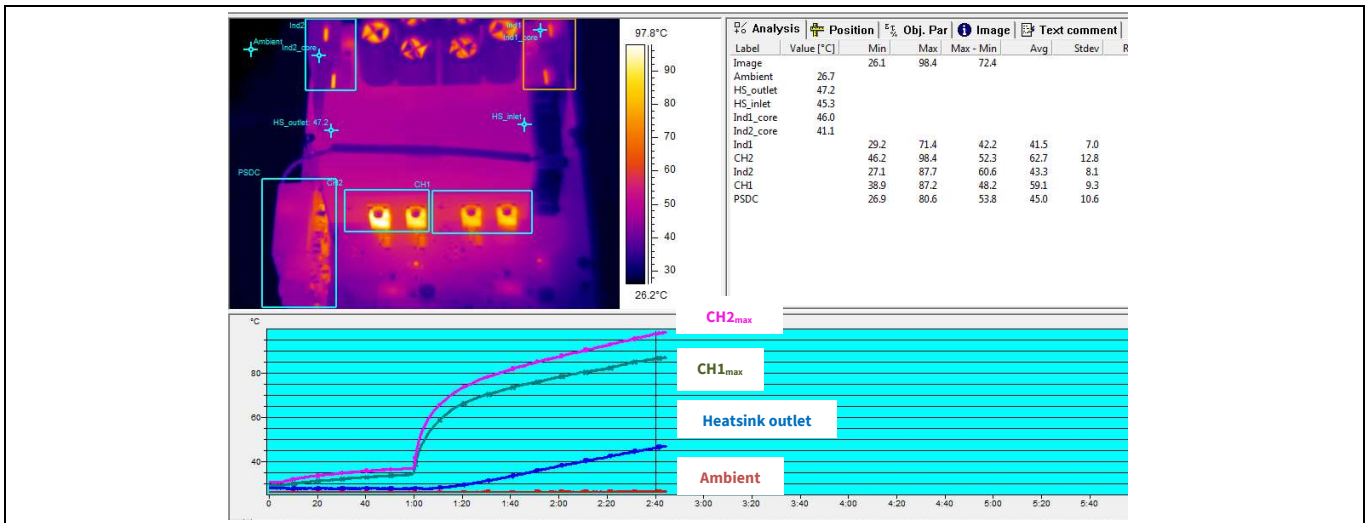 Ind2
Ind1
Ambient
Ind2_core
Ind1_core
HS_outlet: 47.2
HS_inlet
PSDC
CH2
CH1
97.8°C
90
80
70
60
50
40
30
26.2°C
Analysis Position Obj. Par Image Text comment
Label Value [°C] Min Max Max - Min Avg Stdev R
Image 26.1 98.4 72.4
Ambient 26.7
HS_outlet 47.2
HS_inlet 45.3
Ind1_core 46.0
Ind2_core 41.1
Ind1 29.2 71.4 42.2 41.5 7.0
CH2 46.2 98.4 52.3 62.7 12.8
Ind2 27.1 87.7 60.6 43.3 8.1
CH1 38.9 87.2 48.2 59.1 9.3
PSDC 26.9 80.6 53.8 45.0 10.6
°C
80
60
40
CH2max
CH1max
Heatsink outlet
Ambient
0 20 40 1:00 1:20 1:40 2:00 2:20 2:40 3:00 3:20 3:40 4:00 4:20 4:40 5:00 5:20 5:40